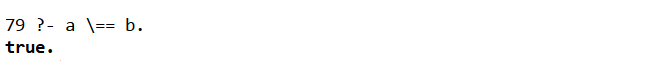 79 ?- a \== b.
true.